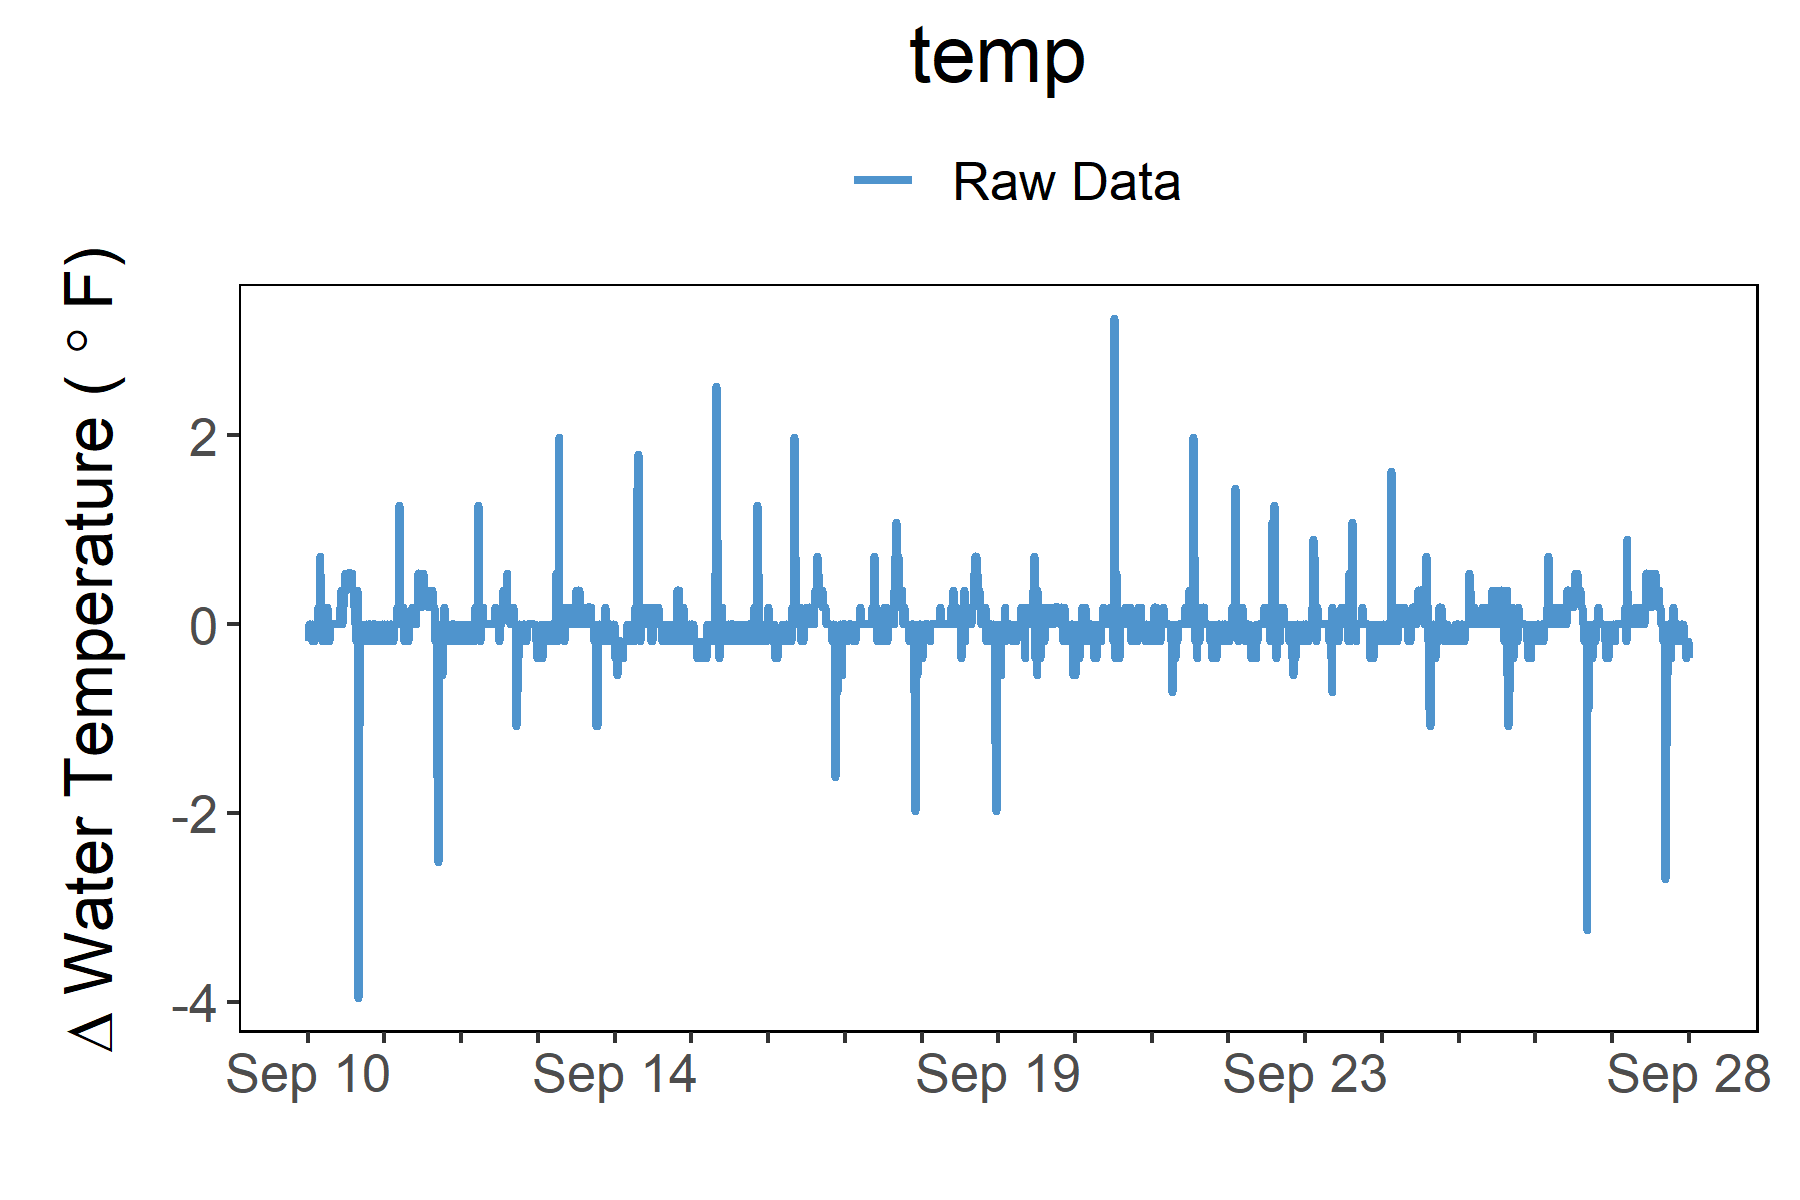 temp
Raw Data
Δ Water Temperature ( ° F)
2
0
-2
-4
Sep 10 Sep 14 Sep 19 Sep 23 Sep 28